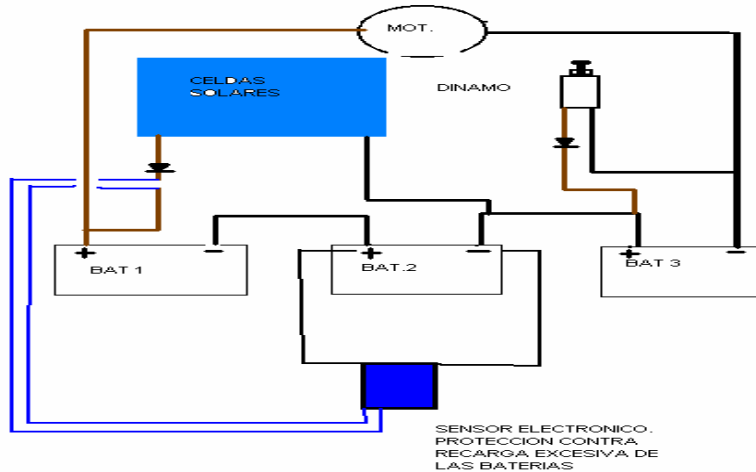 MOT.
CELDAS
SOLARES
DINAMO
+
-
+
-
+
-
BAT 1
BAT.2
BAT 3
SENSOR ELECTRONICO.
PROTECCION CONTRA
RECARGA EXCESIVA DE
LAS BATERIAS